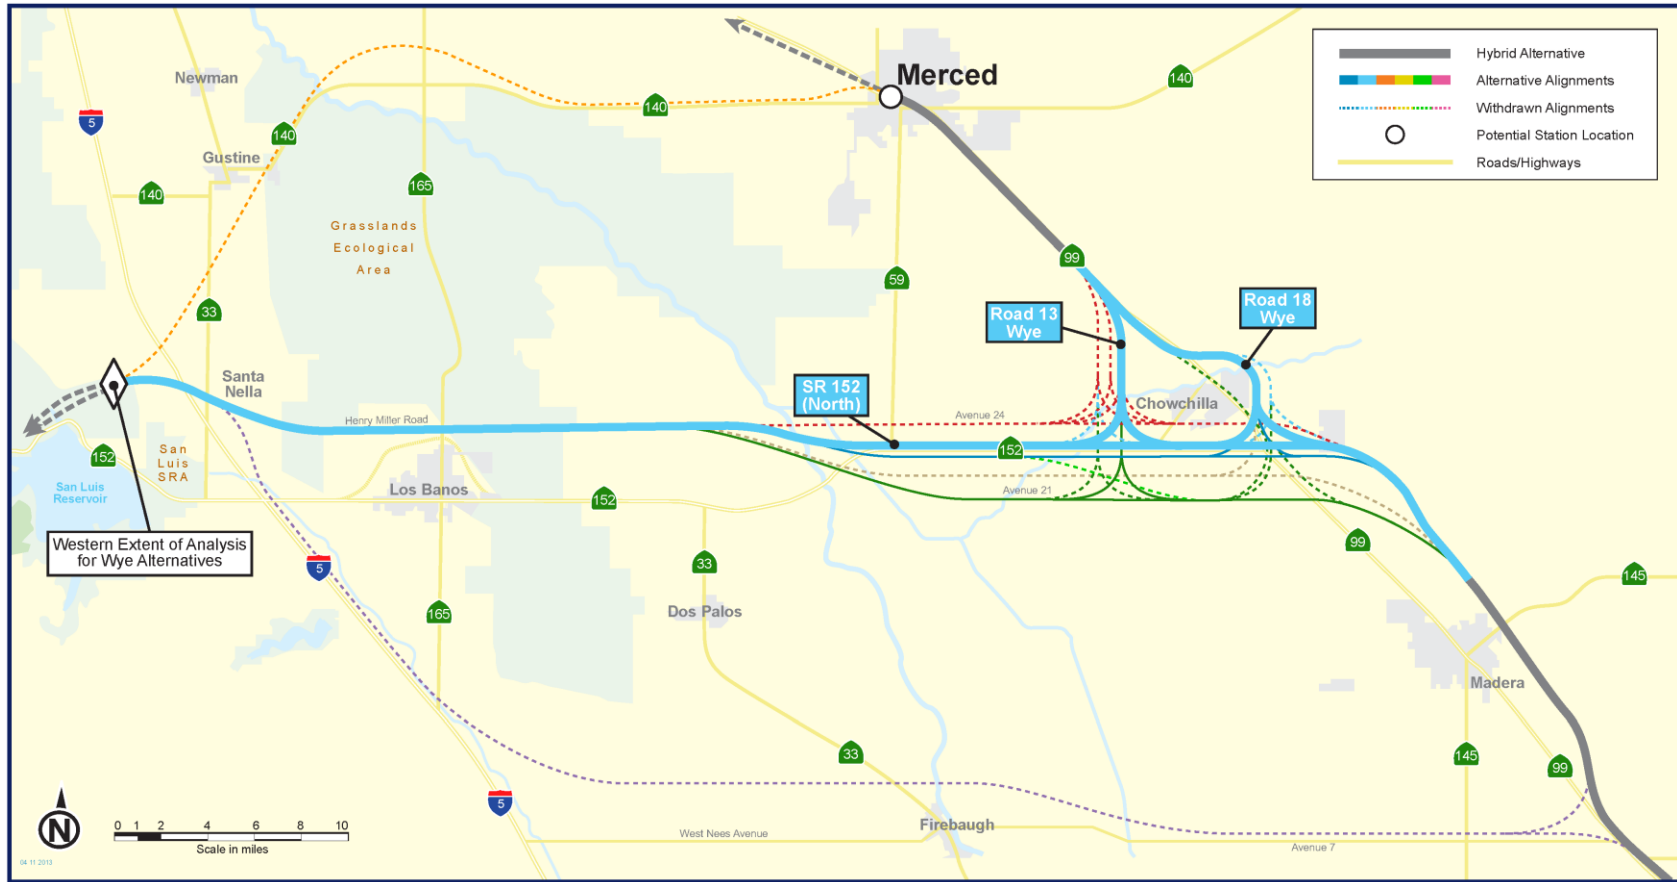 Merced
Newman
140
5
140
140
Gustine
165
140
Grasslands
Ecological
Area
33
59
99
Road 13
Wye
Road 18
Wye
Santa
Nella
SR 152
(North)
Chowchilla
Henry Miller Road
Avenue 24
152
152
San
Luis
SRA
San Luis
Reservoir
Los Banos
152
Avenue 21
Western Extent of Analysis
for Wye Alternatives
5
33
99
145
165
Dos Palos
Madera
33
145
99
5
West Nees Avenue
Firebaugh
Avenue 7
Hybrid Alternative
Alternative Alignments
Withdrawn Alignments
Potential Station Location
Roads/Highways
N
0 1 2 4 6 8 10
Scale in miles
04 11 2013